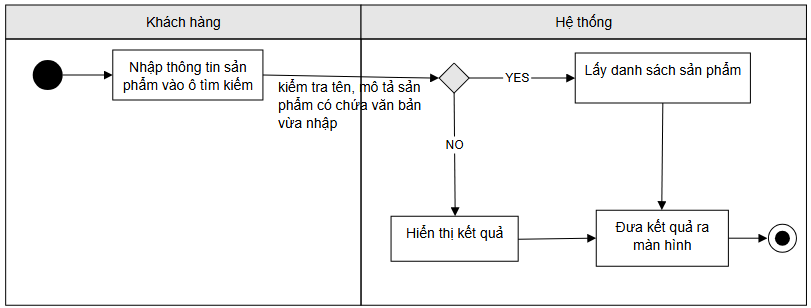 Khách hàng
Hệ thống
Nhập thông tin sản
phẩm vào ô tìm kiếm
kiểm tra tên, mô tả sản
phẩm có chứa văn bản
vừa nhập
YES
Lấy danh sách sản phẩm
NO
Hiển thị kết quả
Đưa kết quả ra
màn hình